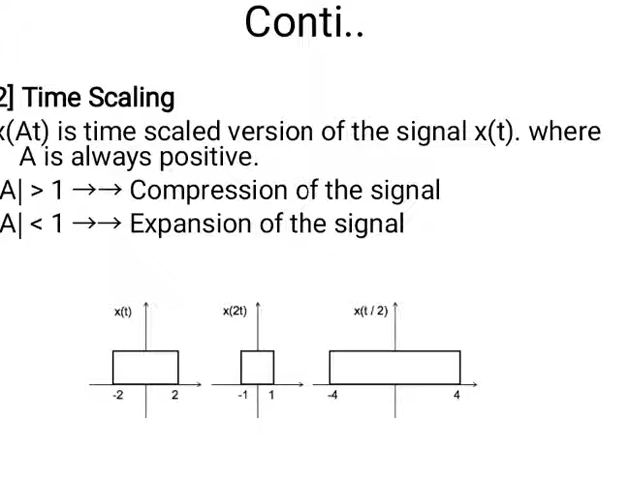 Conti..
2] Time Scaling
x(At) is time scaled version of the signal x(t). where
A is always positive.
A| > 1 →→ Compression of the signal
A| < 1 →→ Expansion of the signal
x(t) x(2t) x(t / 2)
-2 2 -1 1 -4 4